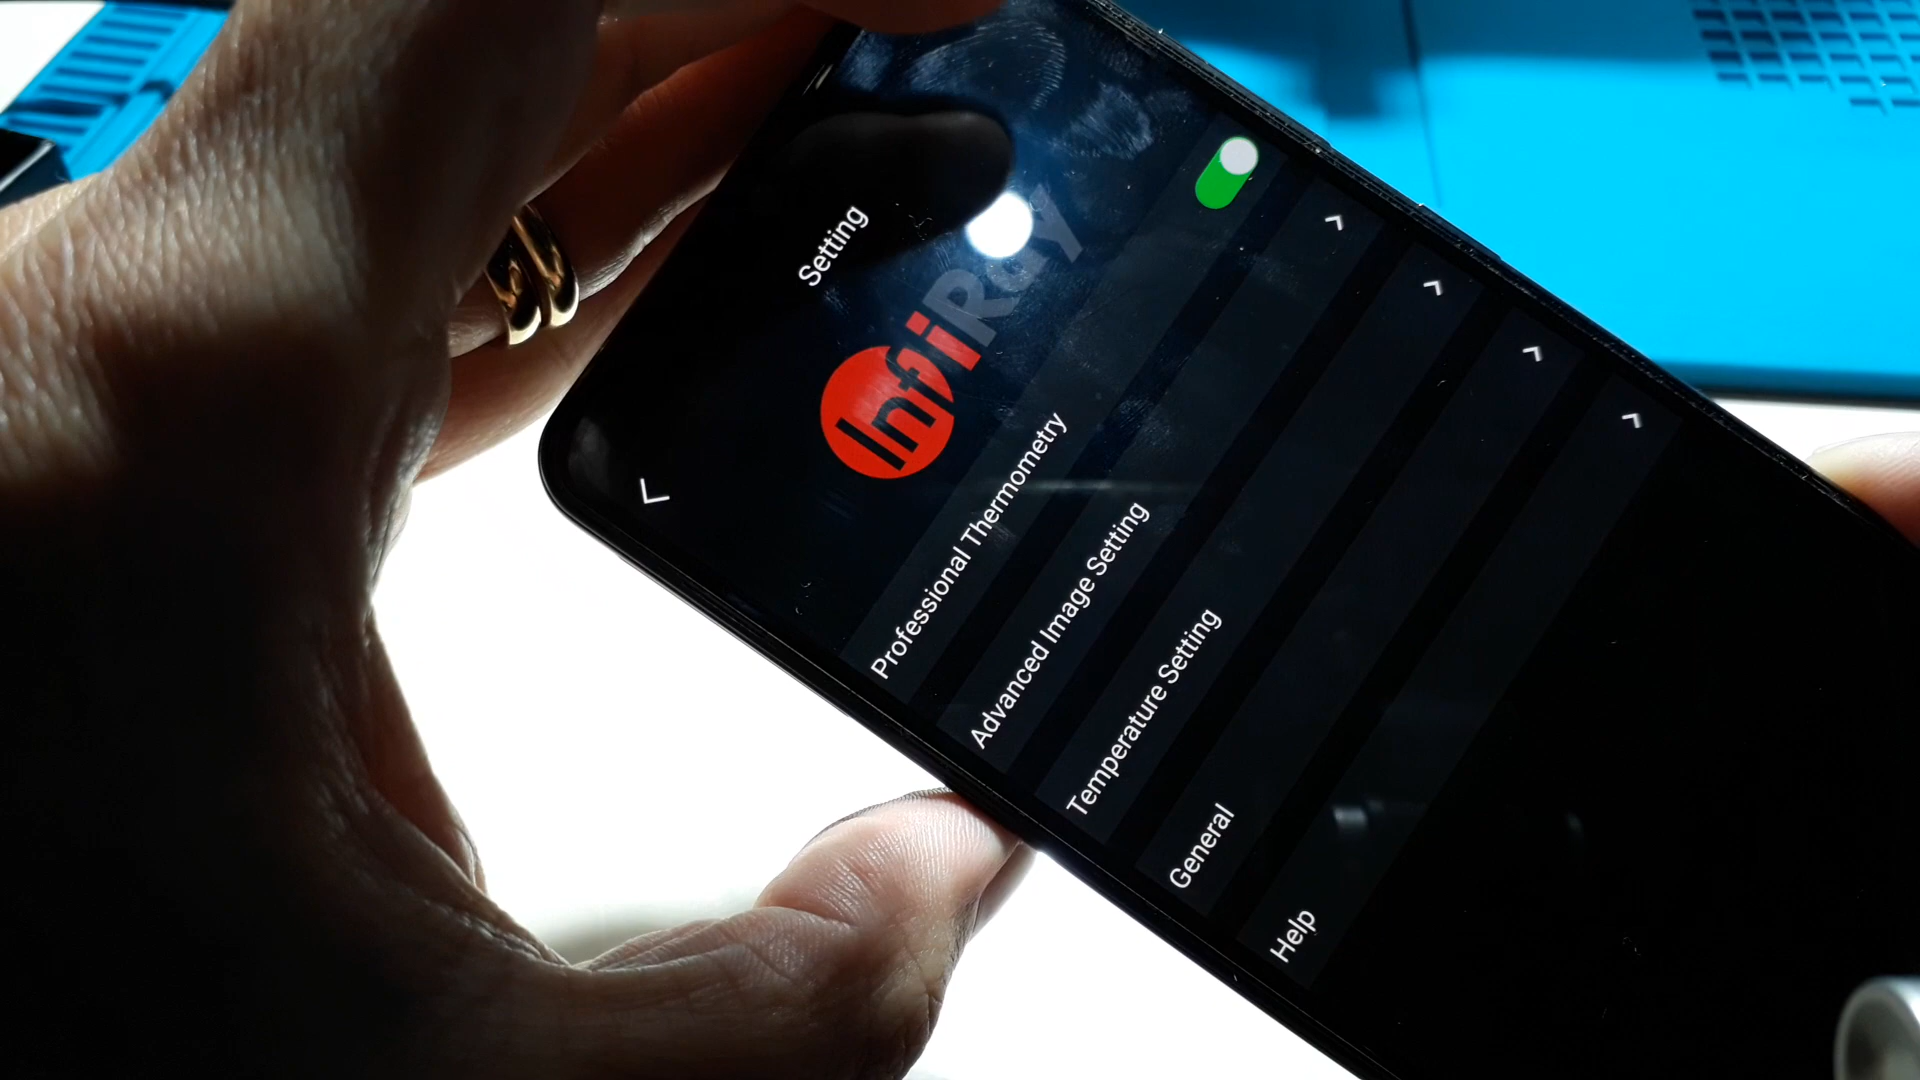 Setting
InfiRay
Professional Thermometry
Advanced Image Setting
Temperature Setting
General
Help